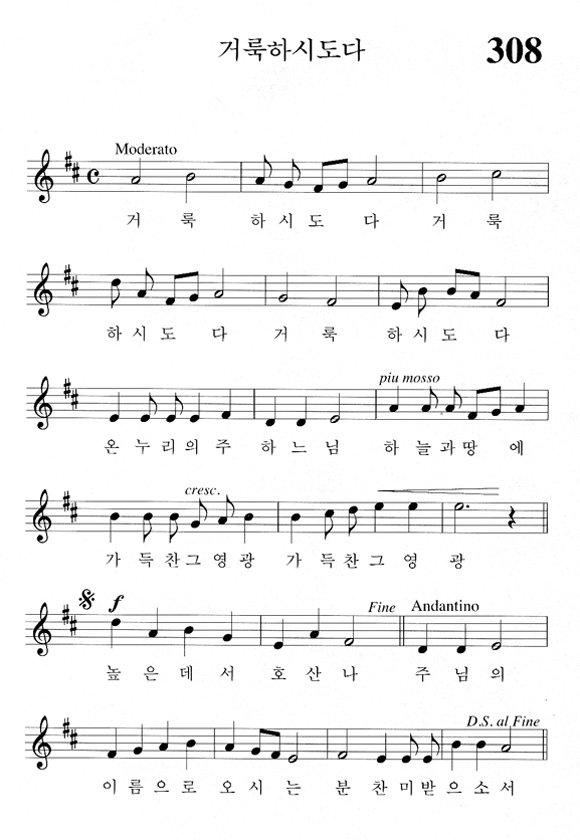 거룩하시도다 308
Moderato
거 룩 하 시 도 다 거 룩
하 시 도 다 거 룩 하 시 도 다
piu mosso
온 누 리 의 주 하 느 님 하 늘 과 땅 에
cresc.
가 득 찬 그 영 광 가 득 찬 그 영 광
f Fine Andantino
높 은 데 서 호 산 나 주 님 의
D.S. al Fine
이 름 으 로 오 시 는 분 찬 미 받 으 소 서